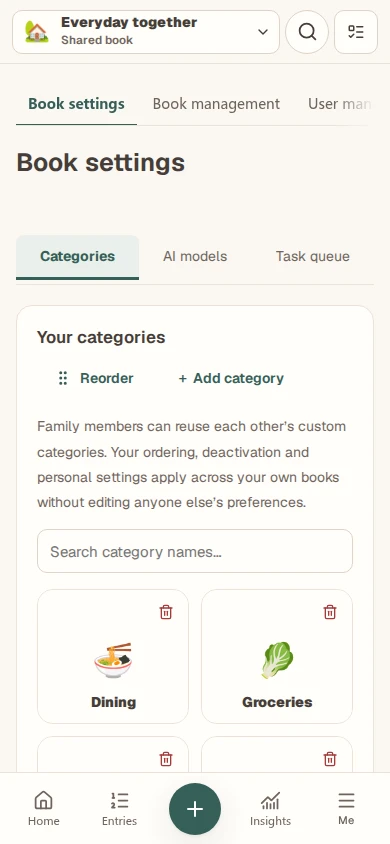 Everyday together
Shared book
Book settings
Book management
User man
Book settings
Categories
AI models
Task queue
Your categories
Reorder
+ Add category
Family members can reuse each other's custom
categories. Your ordering, deactivation and
personal settings apply across your own books
without editing anyone else's preferences.
Search category names...
Dining
Groceries
Home
Entries
Insights
Me